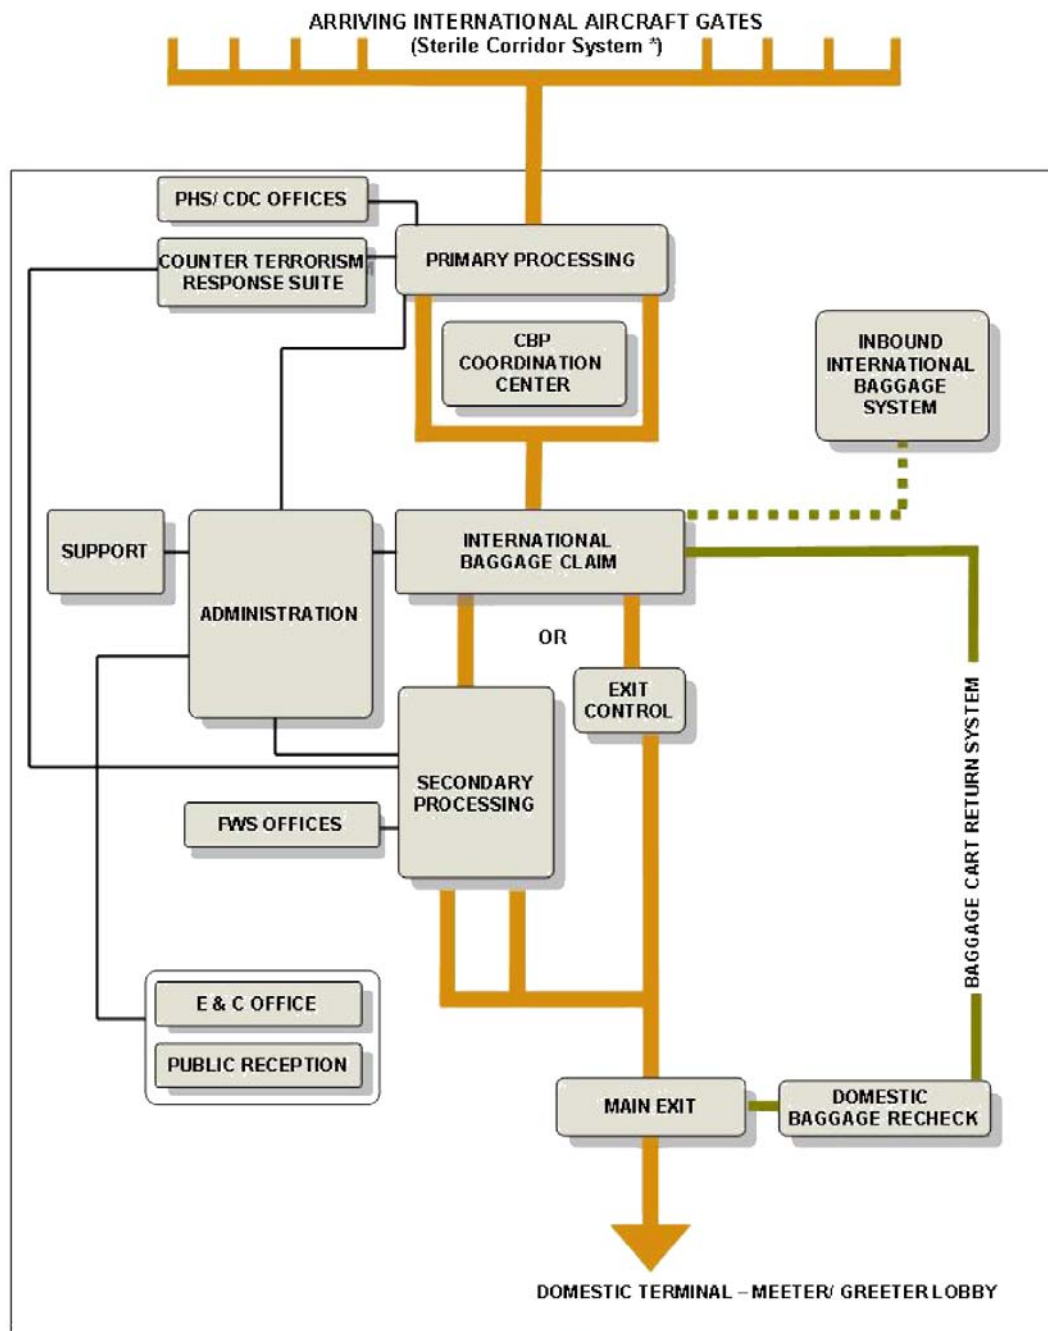 ARRIVING INTERNATIONAL AIRCRAFT GATES
(Sterile Corridor System *)
PHS/ CDC OFFICES
COUNTER TERRORISM
RESPONSE SUITE
PRIMARY PROCESSING
CBP
COORDINATION
CENTER
INBOUND
INTERNATIONAL
BAGGAGE
SYSTEM
SUPPORT
ADMINISTRATION
INTERNATIONAL
BAGGAGE CLAIM
OR
EXIT
CONTROL
SECONDARY
PROCESSING
FWS OFFICES
BAGGAGE CART RETURN SYSTEM
E & C OFFICE
PUBLIC RECEPTION
MAIN EXIT
DOMESTIC
BAGGAGE RECHECK
DOMESTIC TERMINAL – MEETER/ GREETER LOBBY